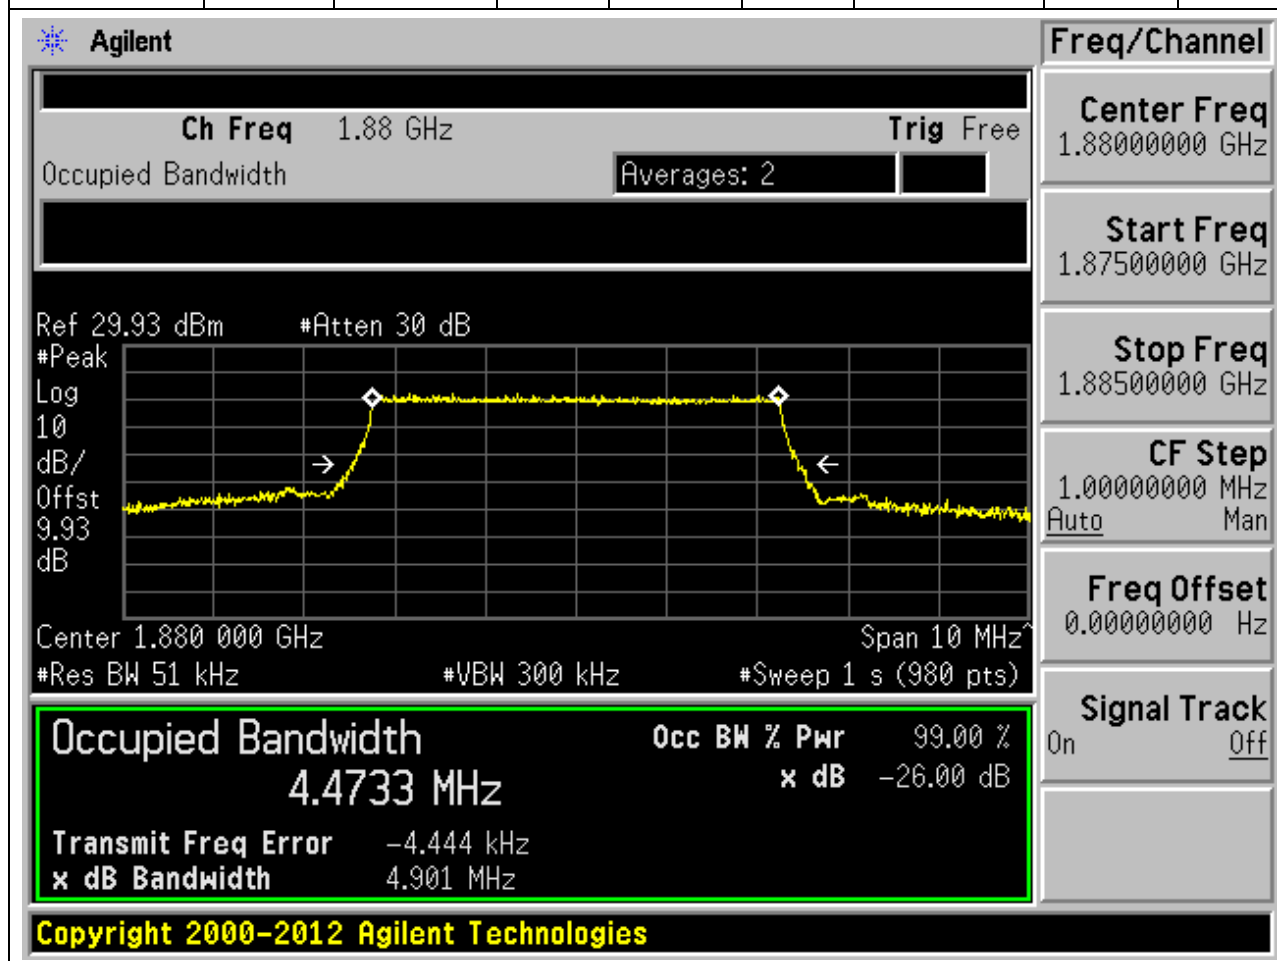 Agilent
Freq/Channel
Ch Freq 1.88 GHz Trig Free
Occupied Bandwidth Averages: 2
Center Freq
1.88000000 GHz
Start Freq
1.87500000 GHz
Stop Freq
1.88500000 GHz
CF Step
1.00000000 MHz
Auto Man
Freq Offset
0.00000000 Hz
Signal Track
On Off
Ref 29.93 dBm #Atten 30 dB
#Peak
Log
10
dB/
Offst
9.93
dB
Center 1.880 000 GHz Span 10 MHz^
#Res BW 51 kHz #VBW 300 kHz #Sweep 1 s (980 pts)
Occupied Bandwidth Occ BW % Pwr 99.00 %
4.4733 MHz x dB -26.00 dB
Transmit Freq Error -4.444 kHz
x dB Bandwidth 4.901 MHz
Copyright 2000-2012 Agilent Technologies